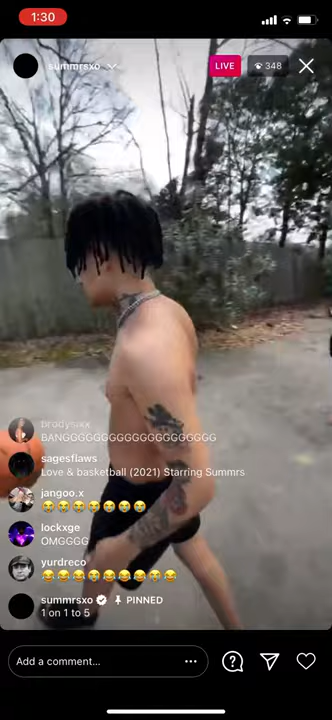 1:30
summrsxo
LIVE
348
brodyuxx
BANGGGGGGGGGGGGGGGGGGGG
sagesflaws
Love & basketball (2021) Starring Summrs
jangoo.x
😭😭😭😭😭😭😭
lockxge
OMGGGG
yurdreco
😂😂😂😭😂😂😂😭😂
summrsxo PINNED
1 on 1 to 5
Add a comment...